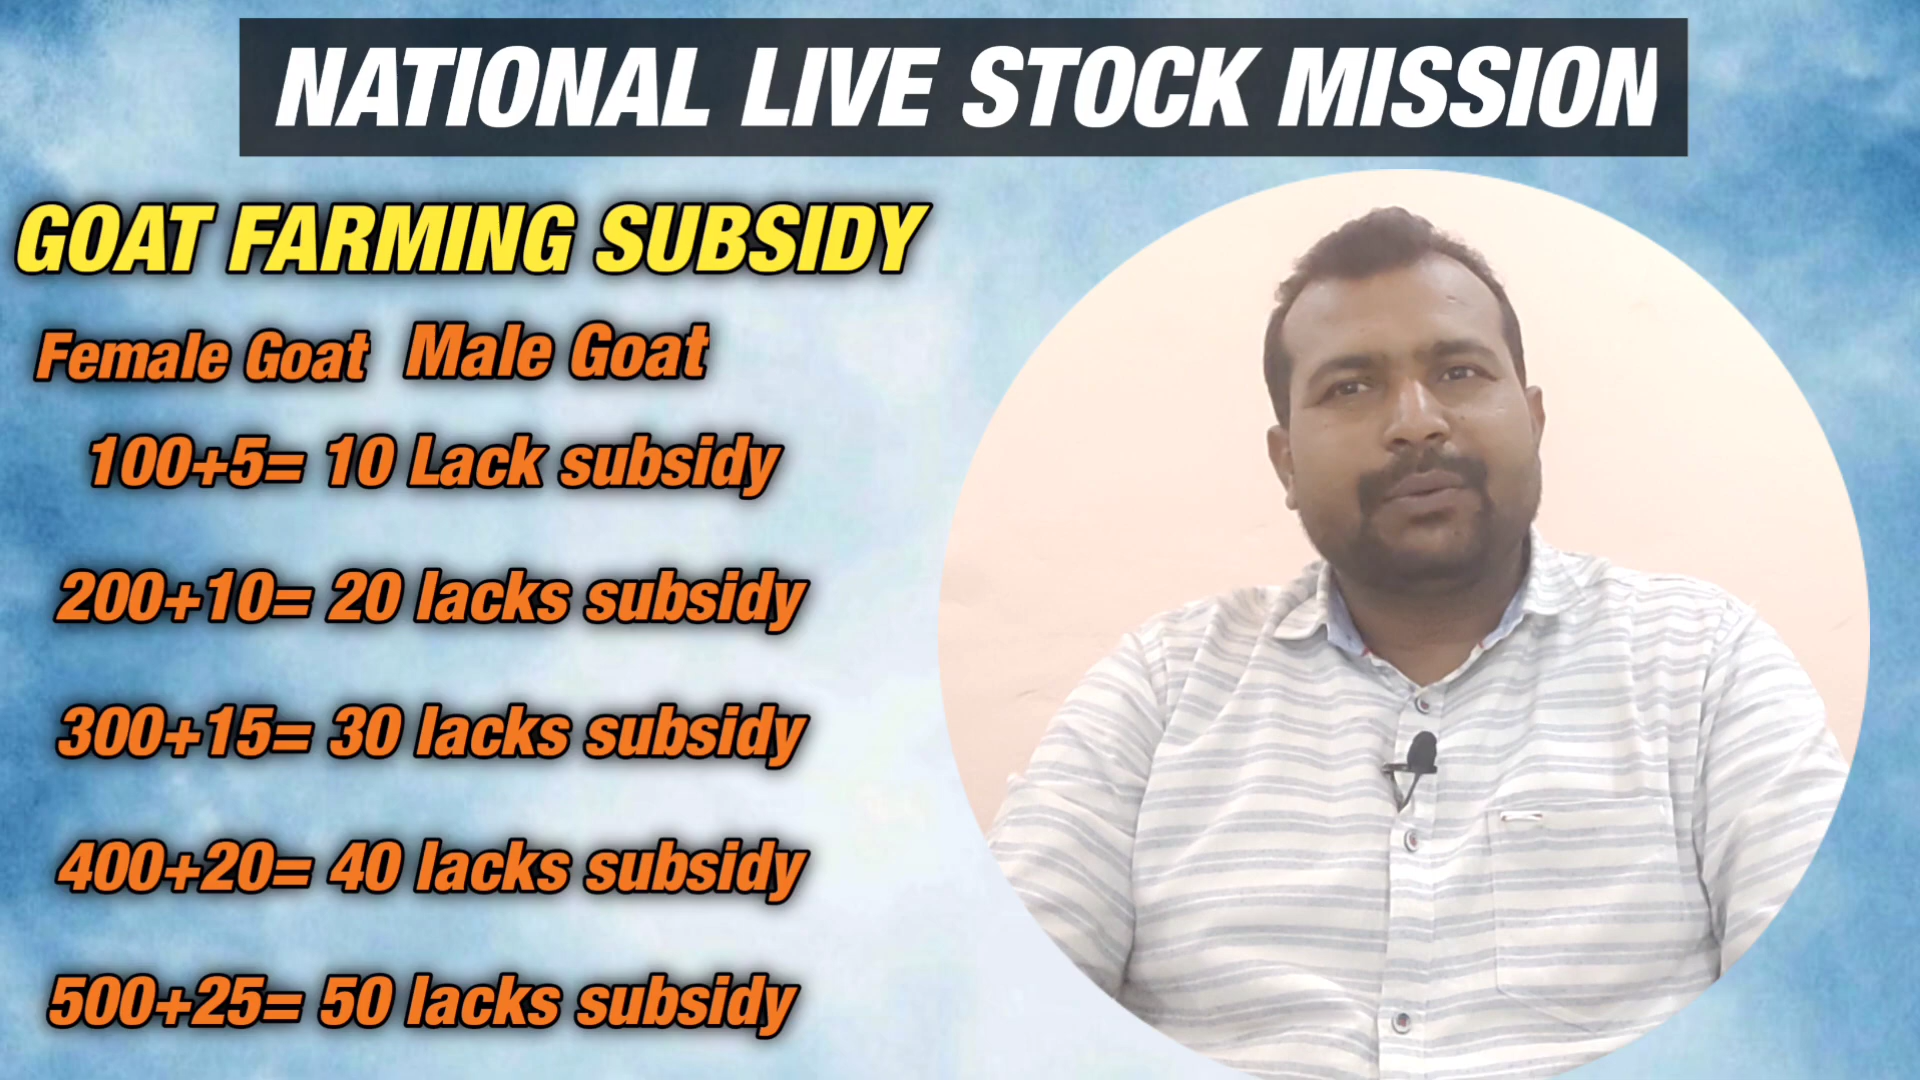 NATIONAL LIVE STOCK MISSION
GOAT FARMING SUBSIDY
Female Goat Male Goat
100+5= 10 Lack subsidy
200+10= 20 lacks subsidy
300+15= 30 lacks subsidy
400+20= 40 lacks subsidy
500+25= 50 lacks subsidy